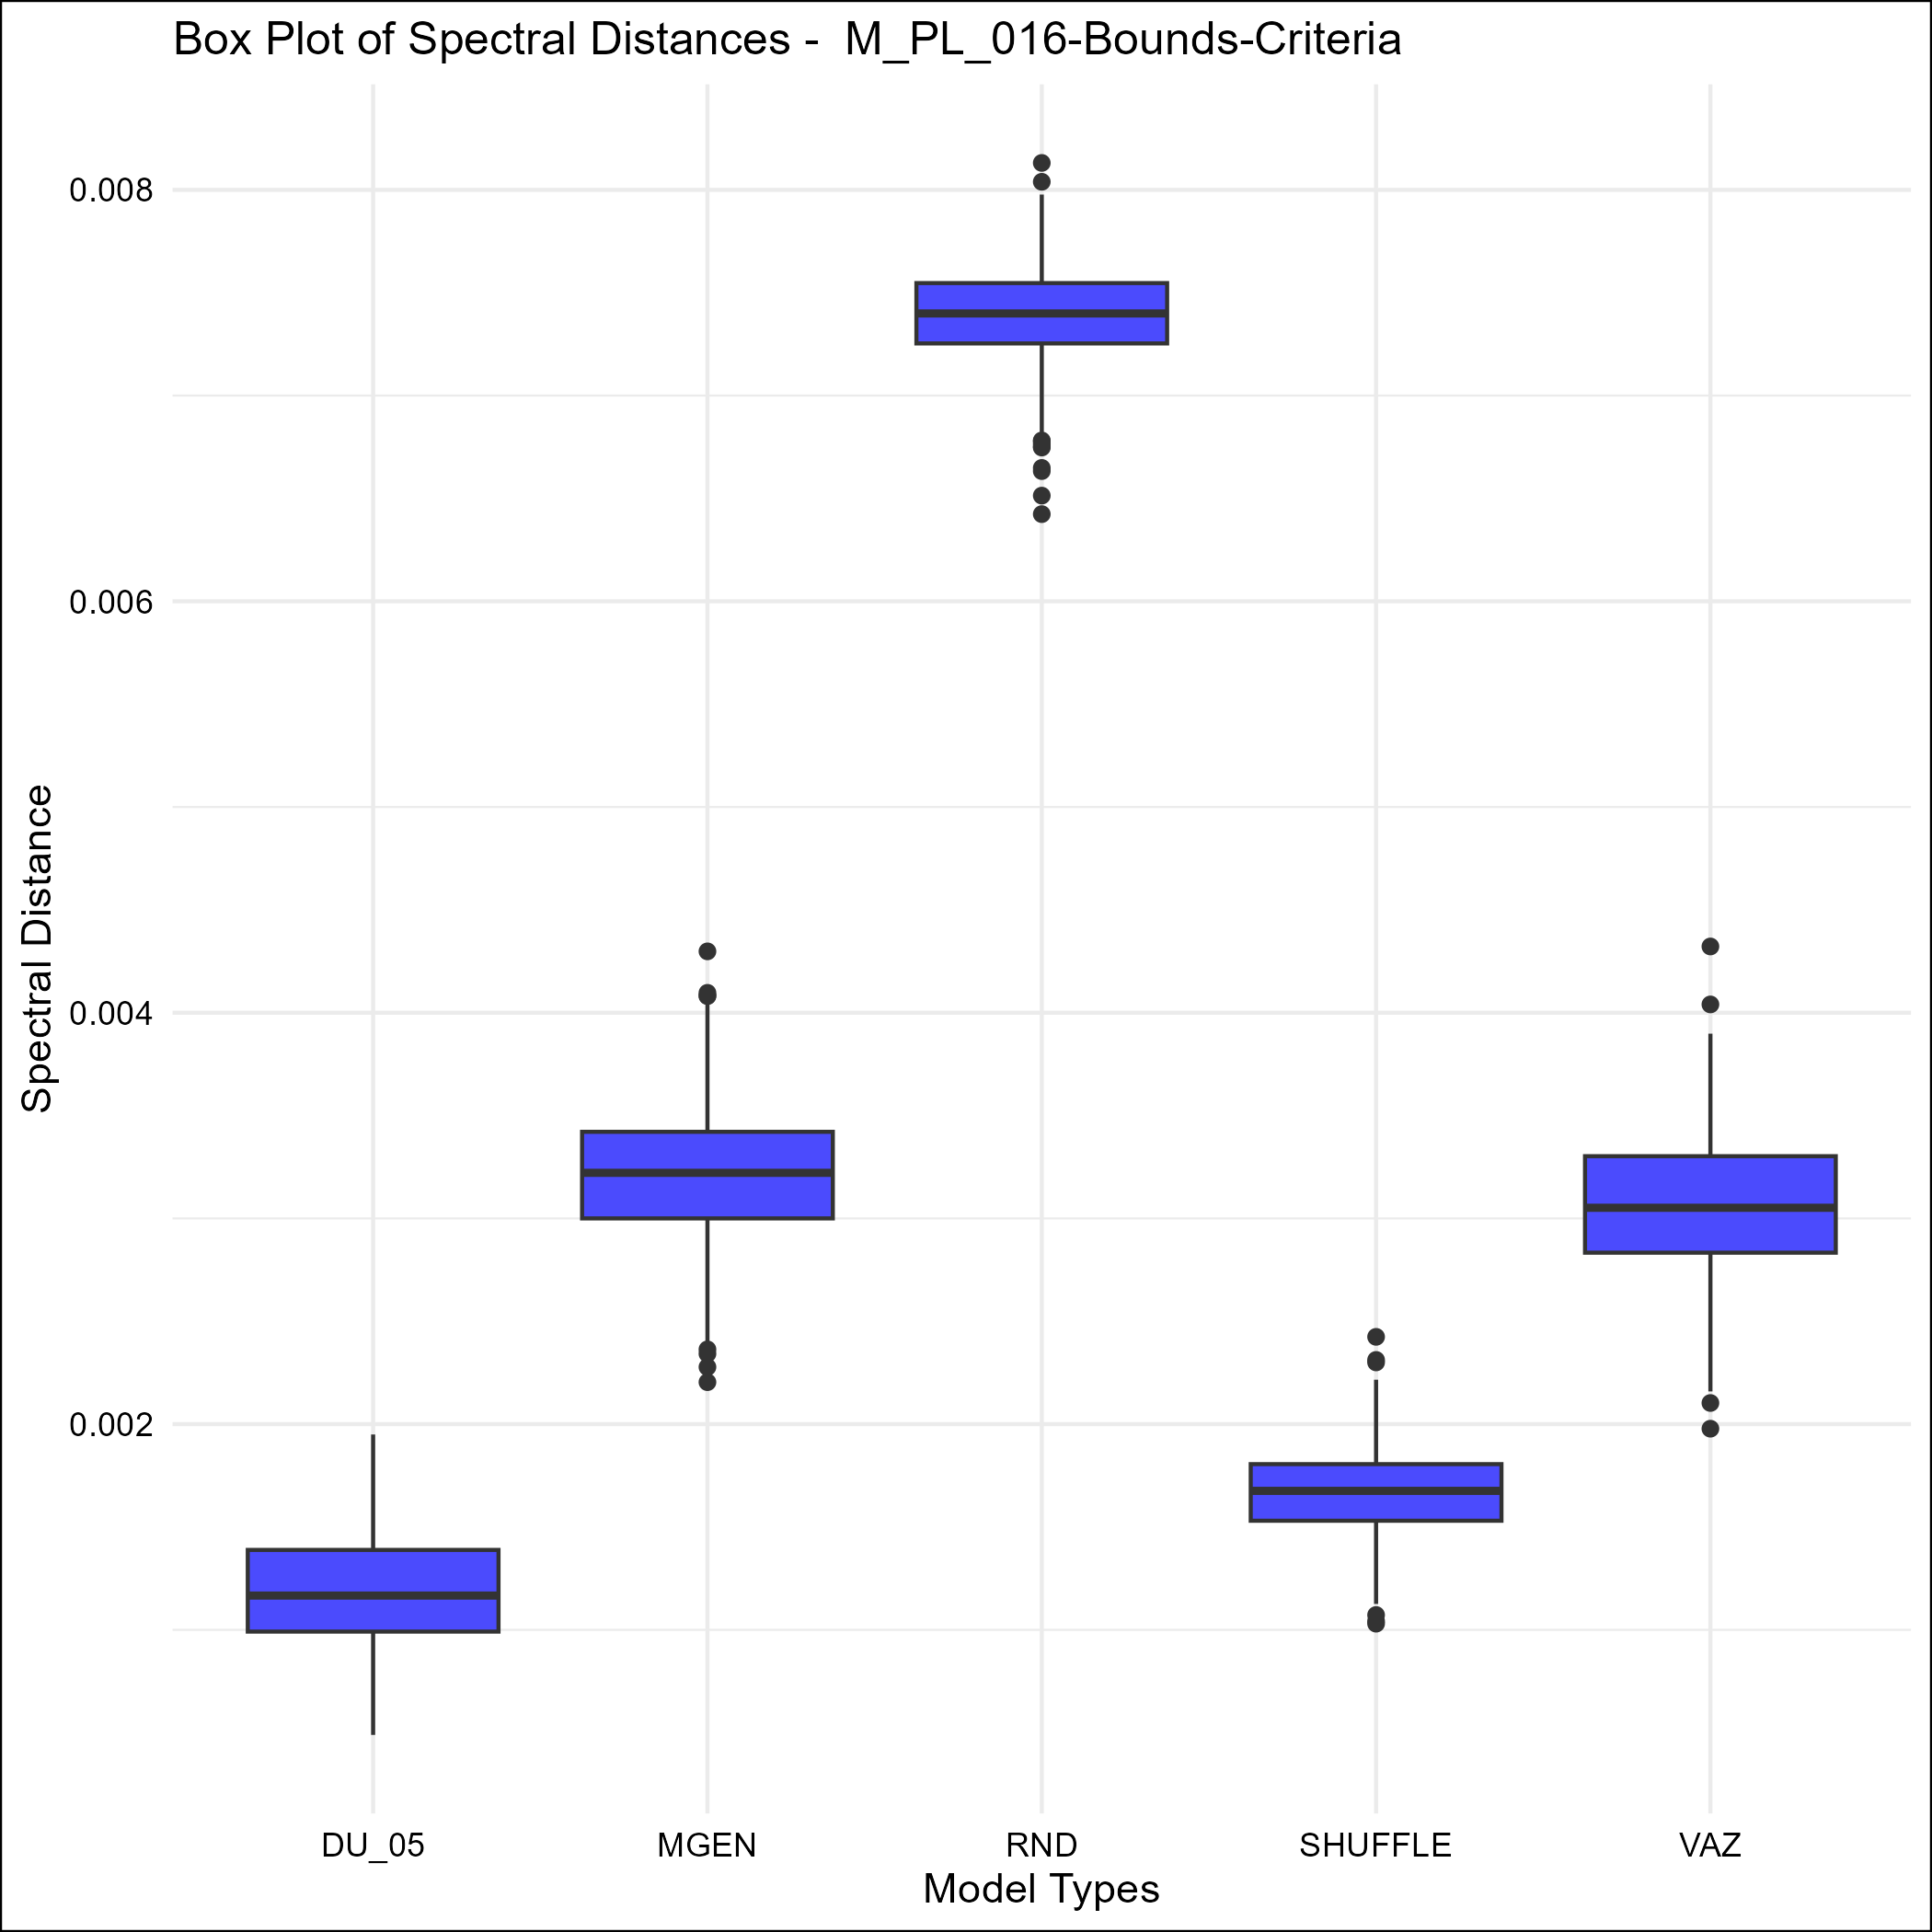 Box Plot of Spectral Distances -  M_PL_016-Bounds-Criteria
Spectral Distance
0.008
0.006
0.004
0.002
DU_05
MGEN
RND
SHUFFLE
VAZ
Model Types